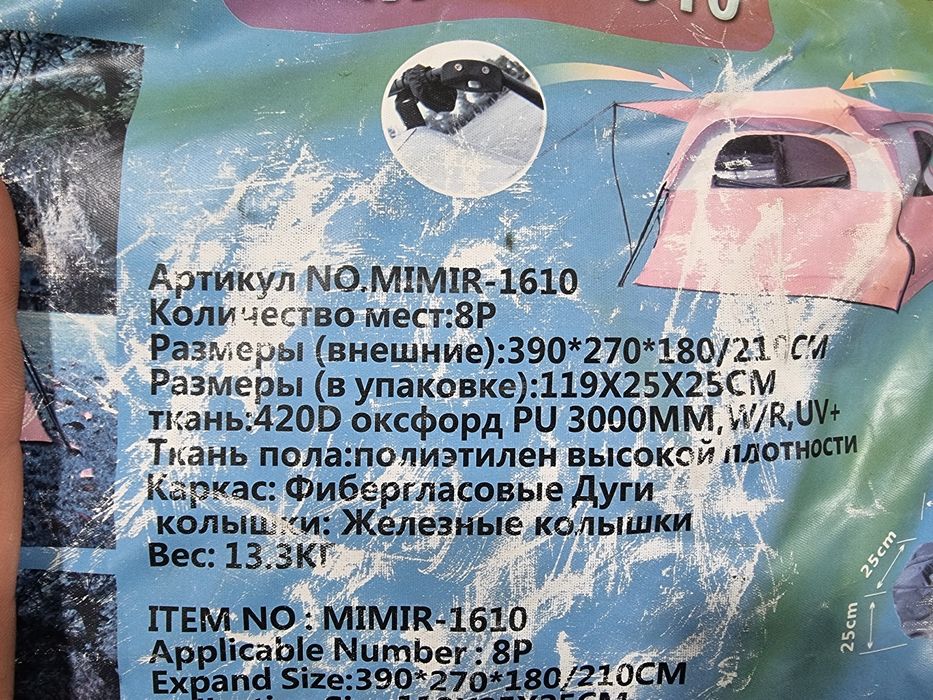 Артикул NO.MIMIR-1610
Количество мест:8P
Размеры (внешние):390*270*180/210CM
Размеры (в упаковке):119X25X25CM
ткань:420D оксфорд PU 3000MM,W/R,UV+
Ткань пола:полиэтилен высокой плотности
Каркас: Фибергласовые Дуги
колышки: Железные колышки
Вес: 13.3КГ
25cm
25cm
ITEM NO : MIMIR-1610
Applicable Number : 8P
Expand Size:390*270*180/210CM